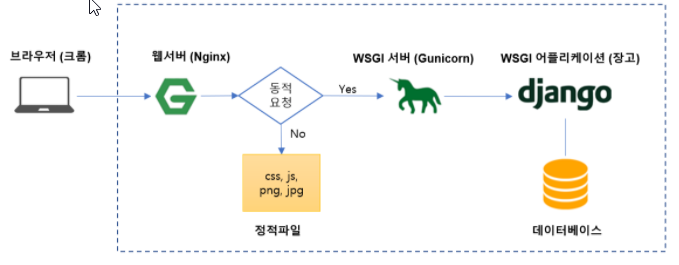 브라우저 (크롬)
웹서버 (Nginx)
WSGI 서버 (Gunicorn)
WSGI 어플리케이션 (장고)
동적
요청
Yes
django
No
css, js,
png, jpg
정적파일
데이터베이스